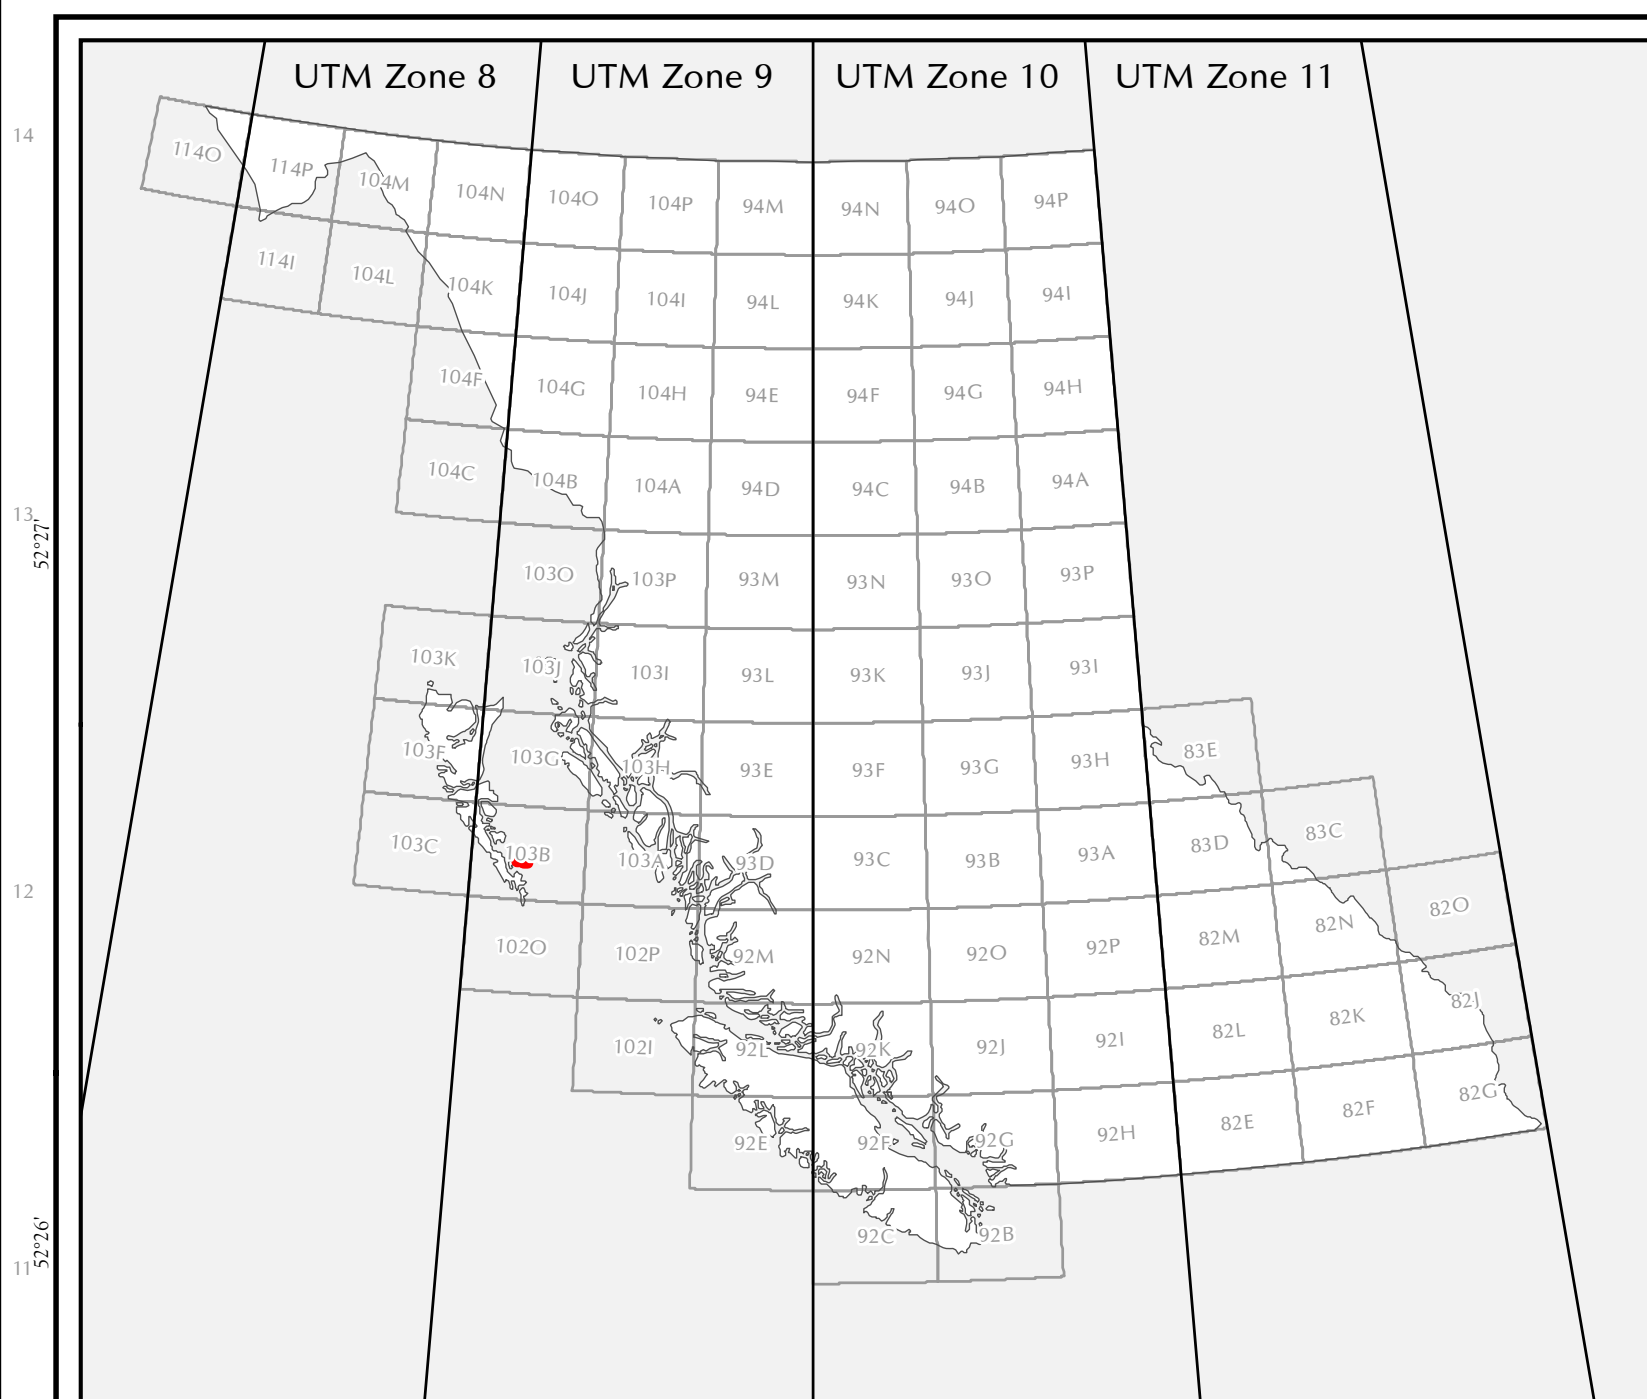 UTM Zone 8 UTM Zone 9 UTM Zone 10 UTM Zone 11
14
114O 114P 104M 104N 104O 104P 94M 94N 94O 94P
114I 104L 104K 104J 104I 94L 94K 94J 94I
104F 104G 104H 94E 94F 94G 94H
104C 104B 104A 94D 94C 94B 94A
13
52°27'
103O 103P 93M 93N 93O 93P
103K 103J 103I 93L 93K 93J 93I
103F 103G 103H 93E 93F 93G 93H 83E
103C 103B 103A 93D 93C 93B 93A 83D 83C
12
102O 102P 92M 92N 92O 92P 82M 82N 82O
102I 92L 92K 92J 92I 82L 82K 82J
92E 92F 92G 92H 82E 82F 82G
92C 92B
52°26'
11